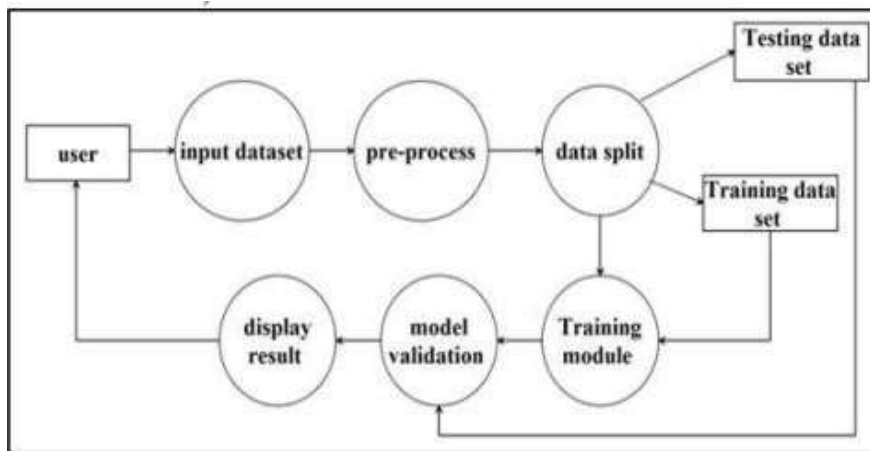 Testing data
set
user
input dataset
pre-process
data split
Training data
set
display
result
model
validation
Training
module